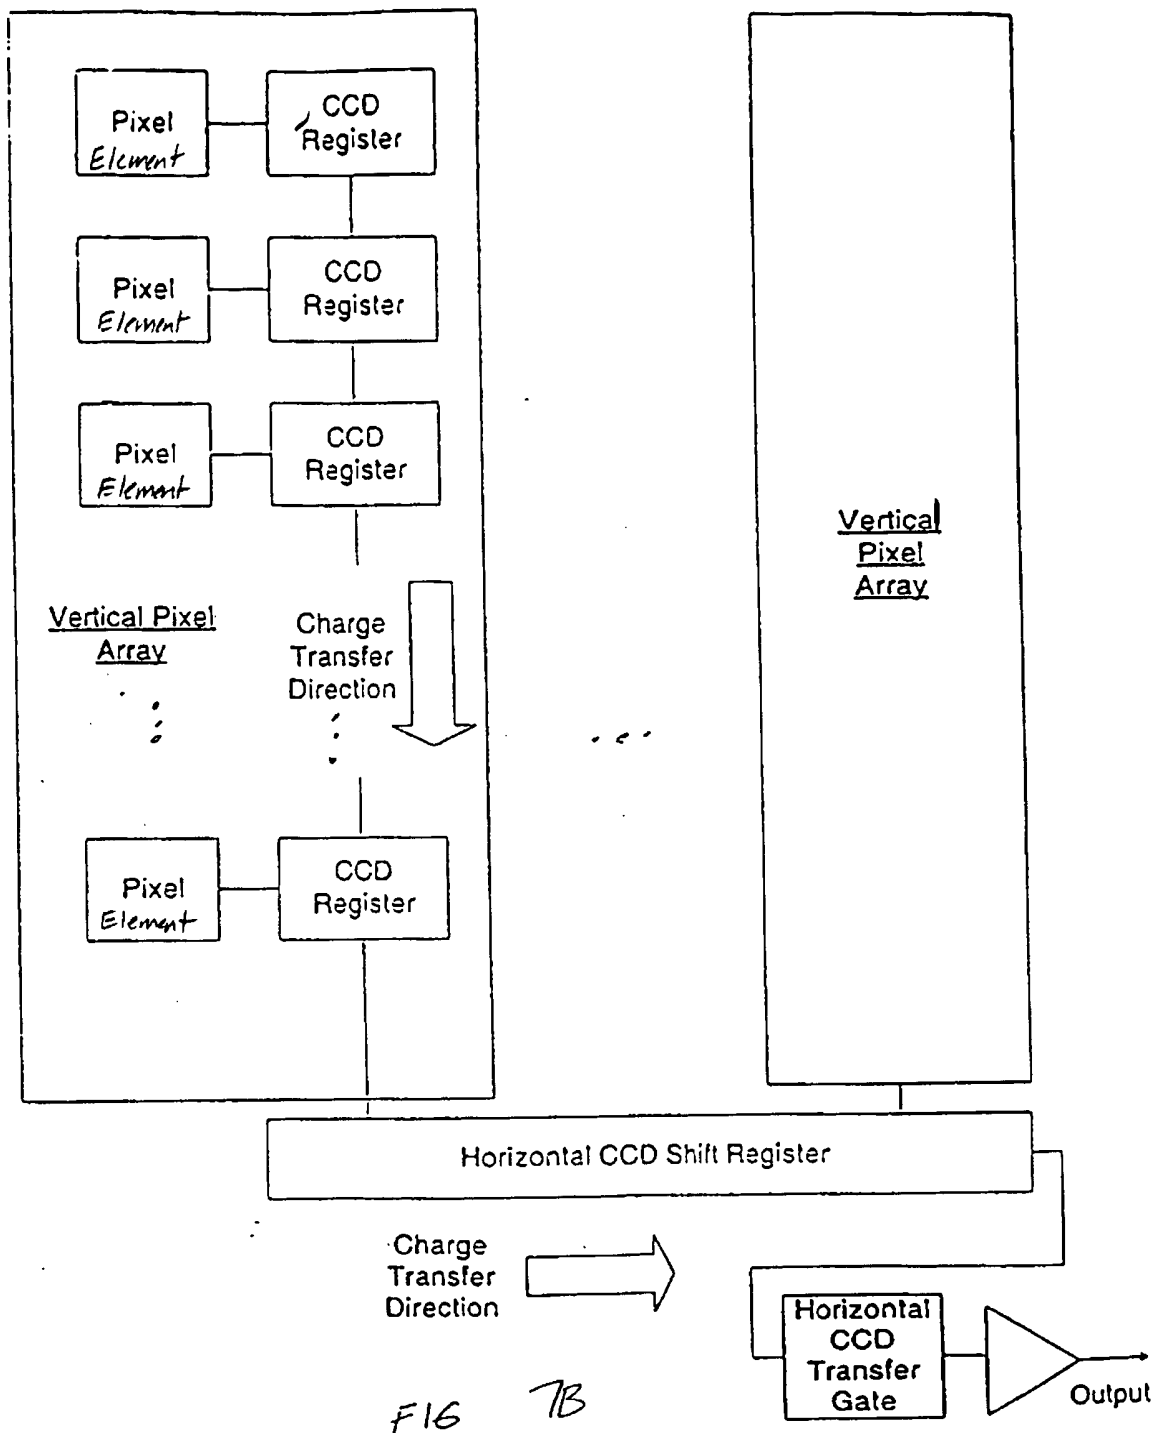 Pixel
Element
CCD
Register
Pixel
Element
CCD
Register
Pixel
Element
CCD
Register
Vertical Pixel
Array
Charge
Transfer
Direction
Pixel
Element
CCD
Register
Vertical
Pixel
Array
Horizontal CCD Shift Register
Charge
Transfer
Direction
Horizontal
CCD
Transfer
Gate
Output
FIG 7B